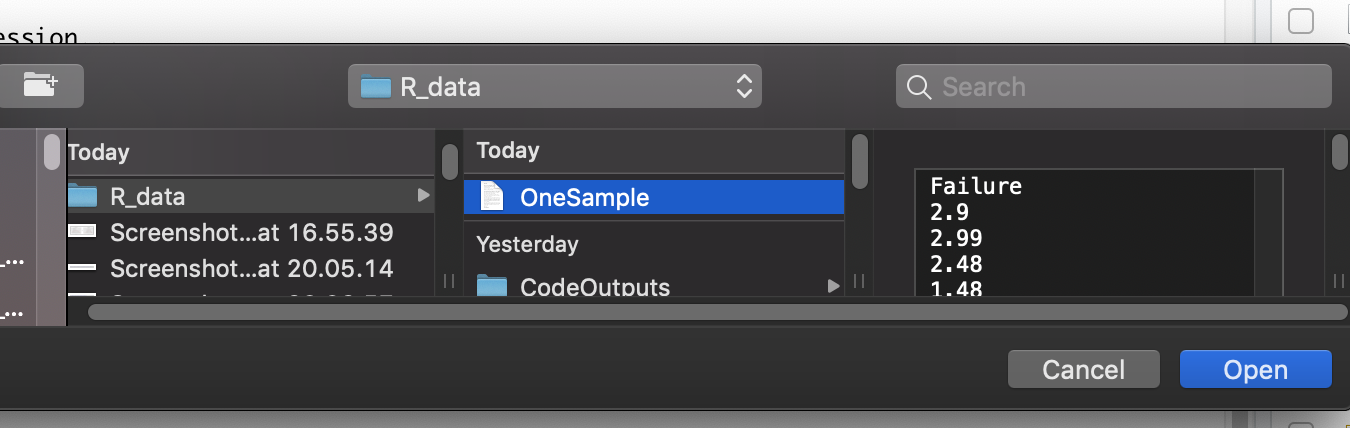 ession
R_data
Search
Today
R_data
Screenshot...at 16.55.39
Screenshot...at 20.05.14
Today
OneSample
Yesterday
CodeOutputs
Failure
2.9
2.99
2.48
1.48
Cancel
Open